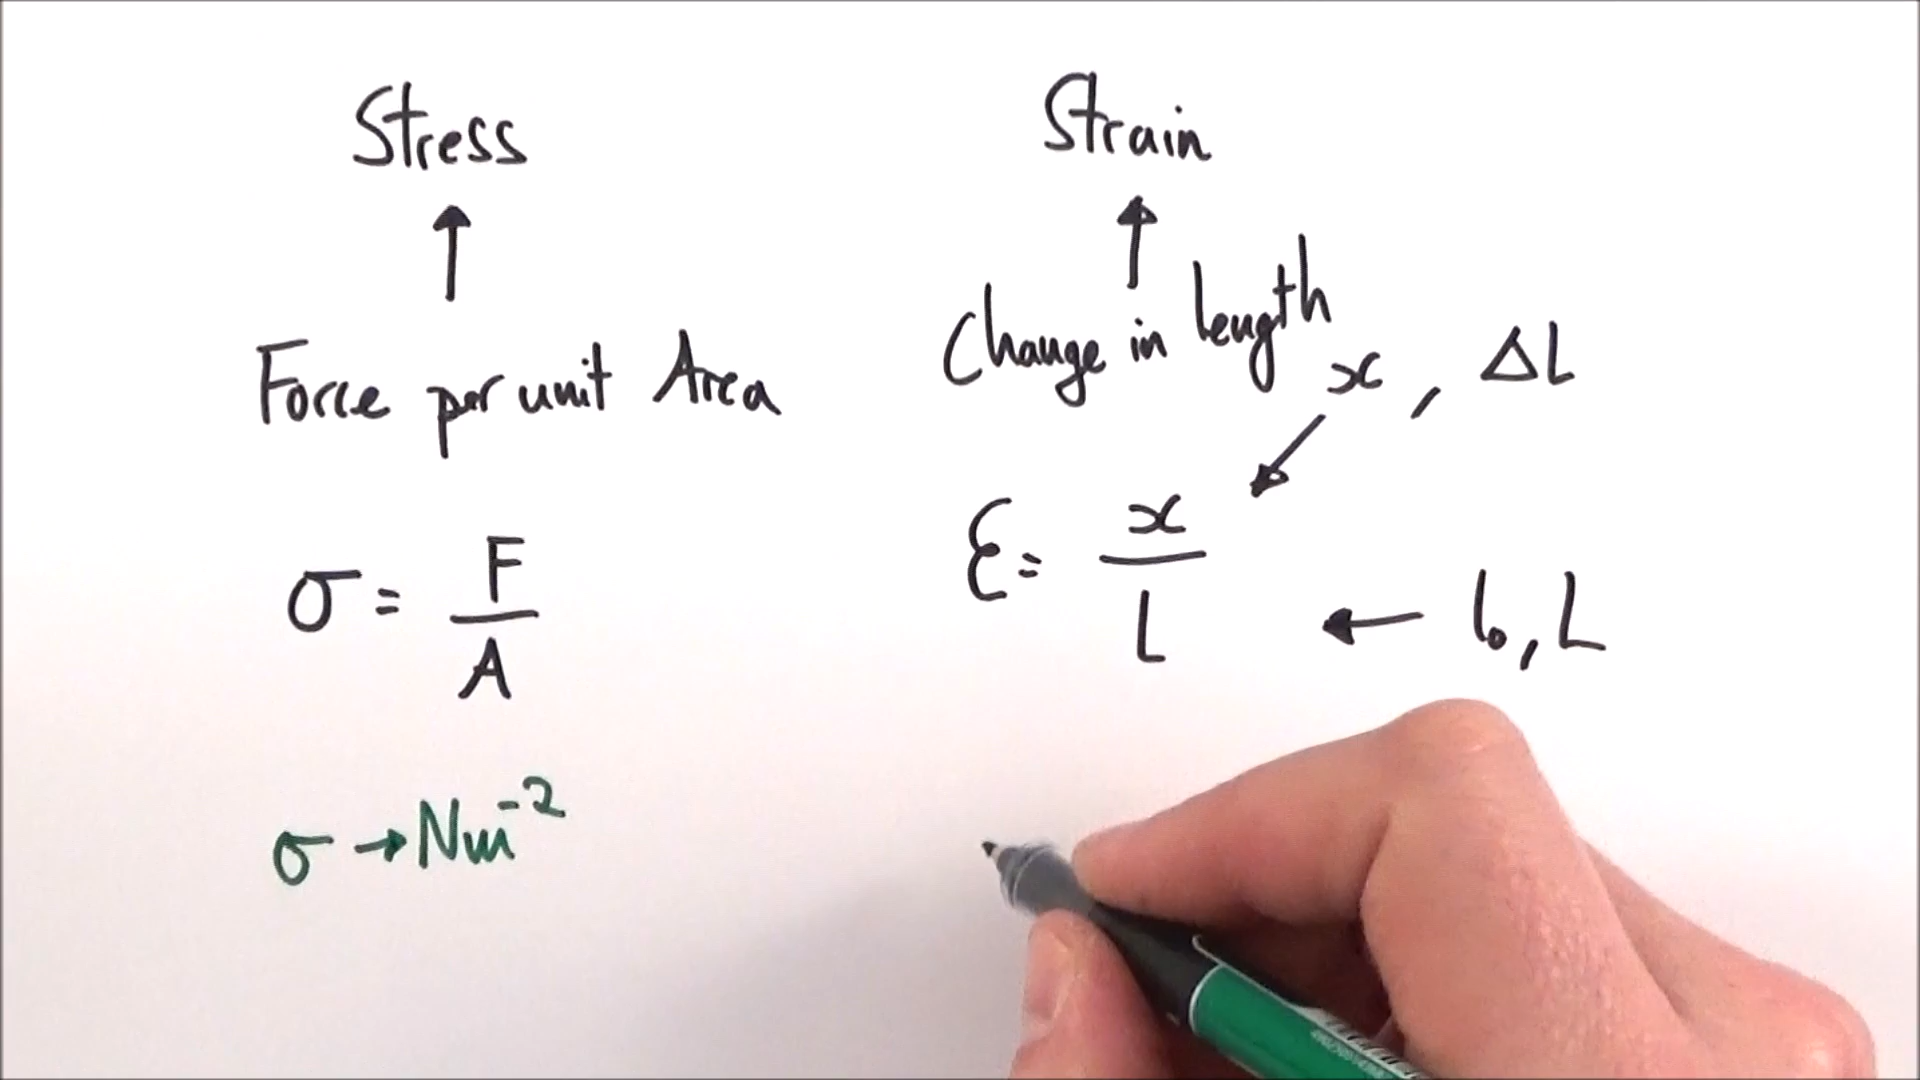 Stress
Force per unit Area
σ = F / A
σ → Nm⁻²
Strain
Change in length
x, ΔL
ε = x / L
l₀, L